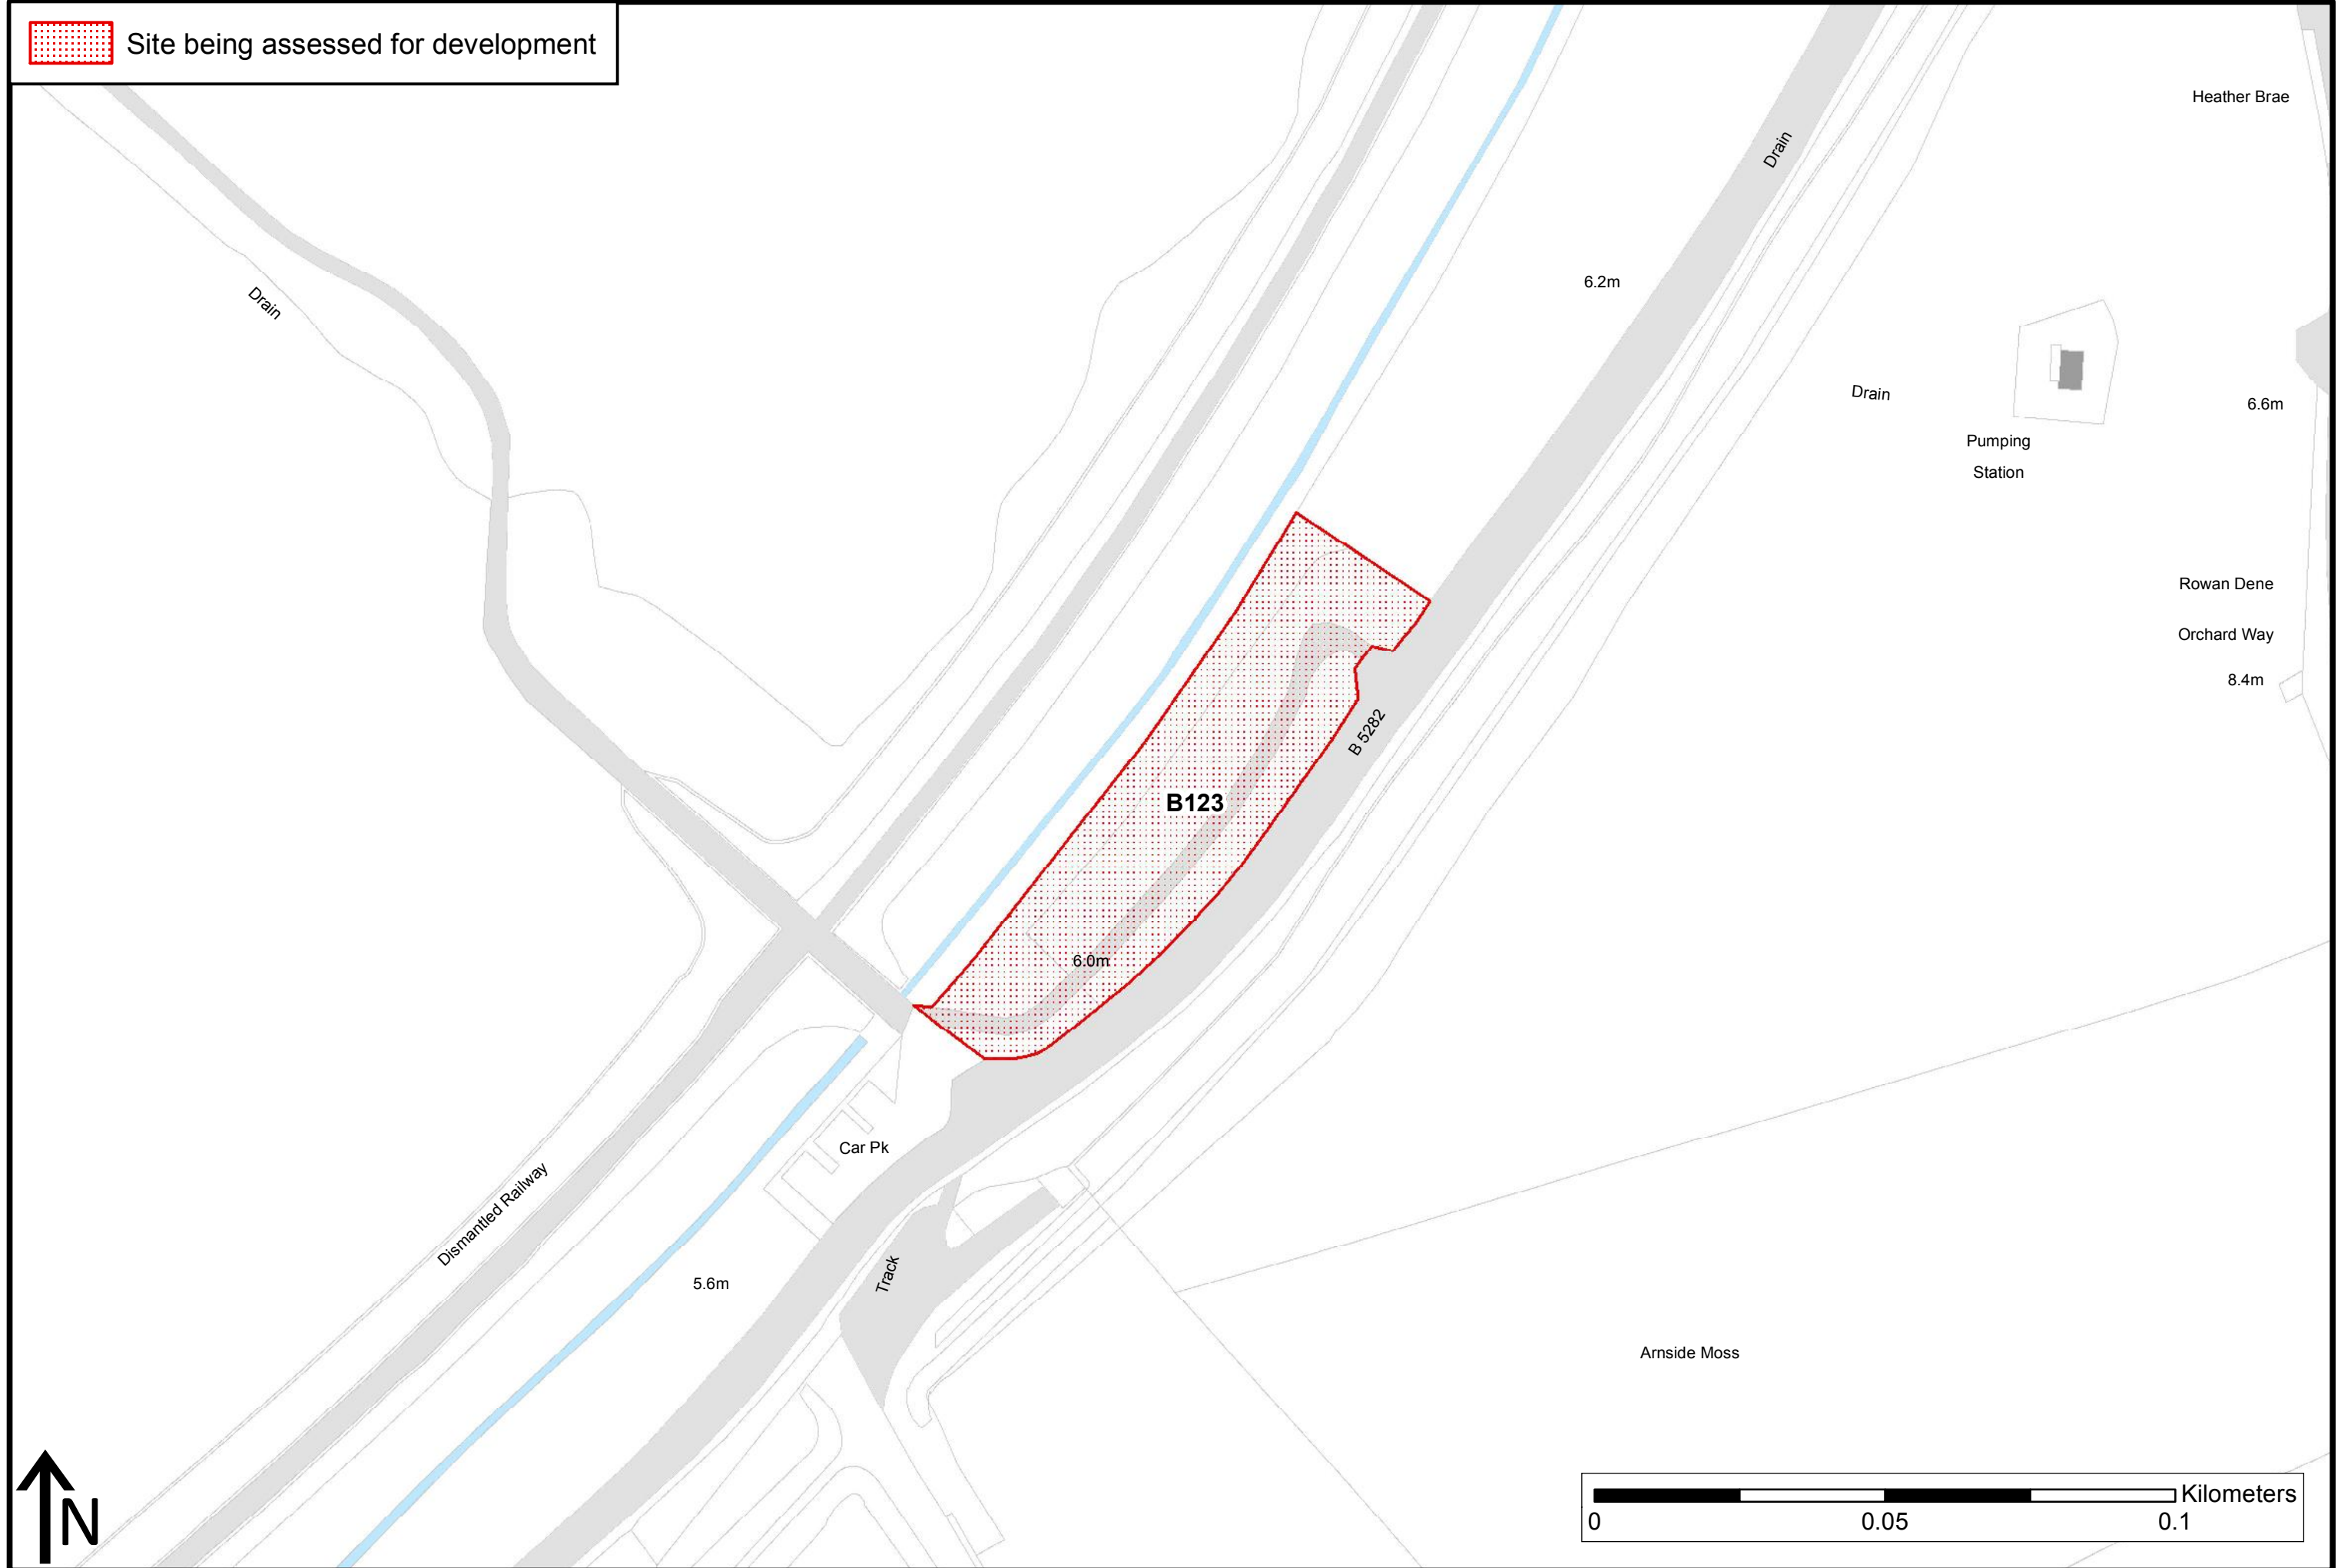 Site being assessed for development
Heather Brae
Drain
6.2m
Drain
Drain
6.6m
Pumping
Station
Rowan Dene
Orchard Way
8.4m
B 5282
B123
6.0m
Car Pk
Dismantled Railway
Track
5.6m
Arnside Moss
N
Kilometers
0 0.05 0.1